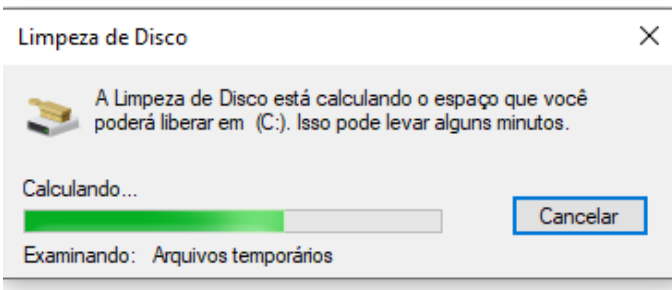 Limpeza de Disco
A Limpeza de Disco está calculando o espaço que você
poderá liberar em (C:). Isso pode levar alguns minutos.
Calculando...
Cancelar
Examinando: Arquivos temporários